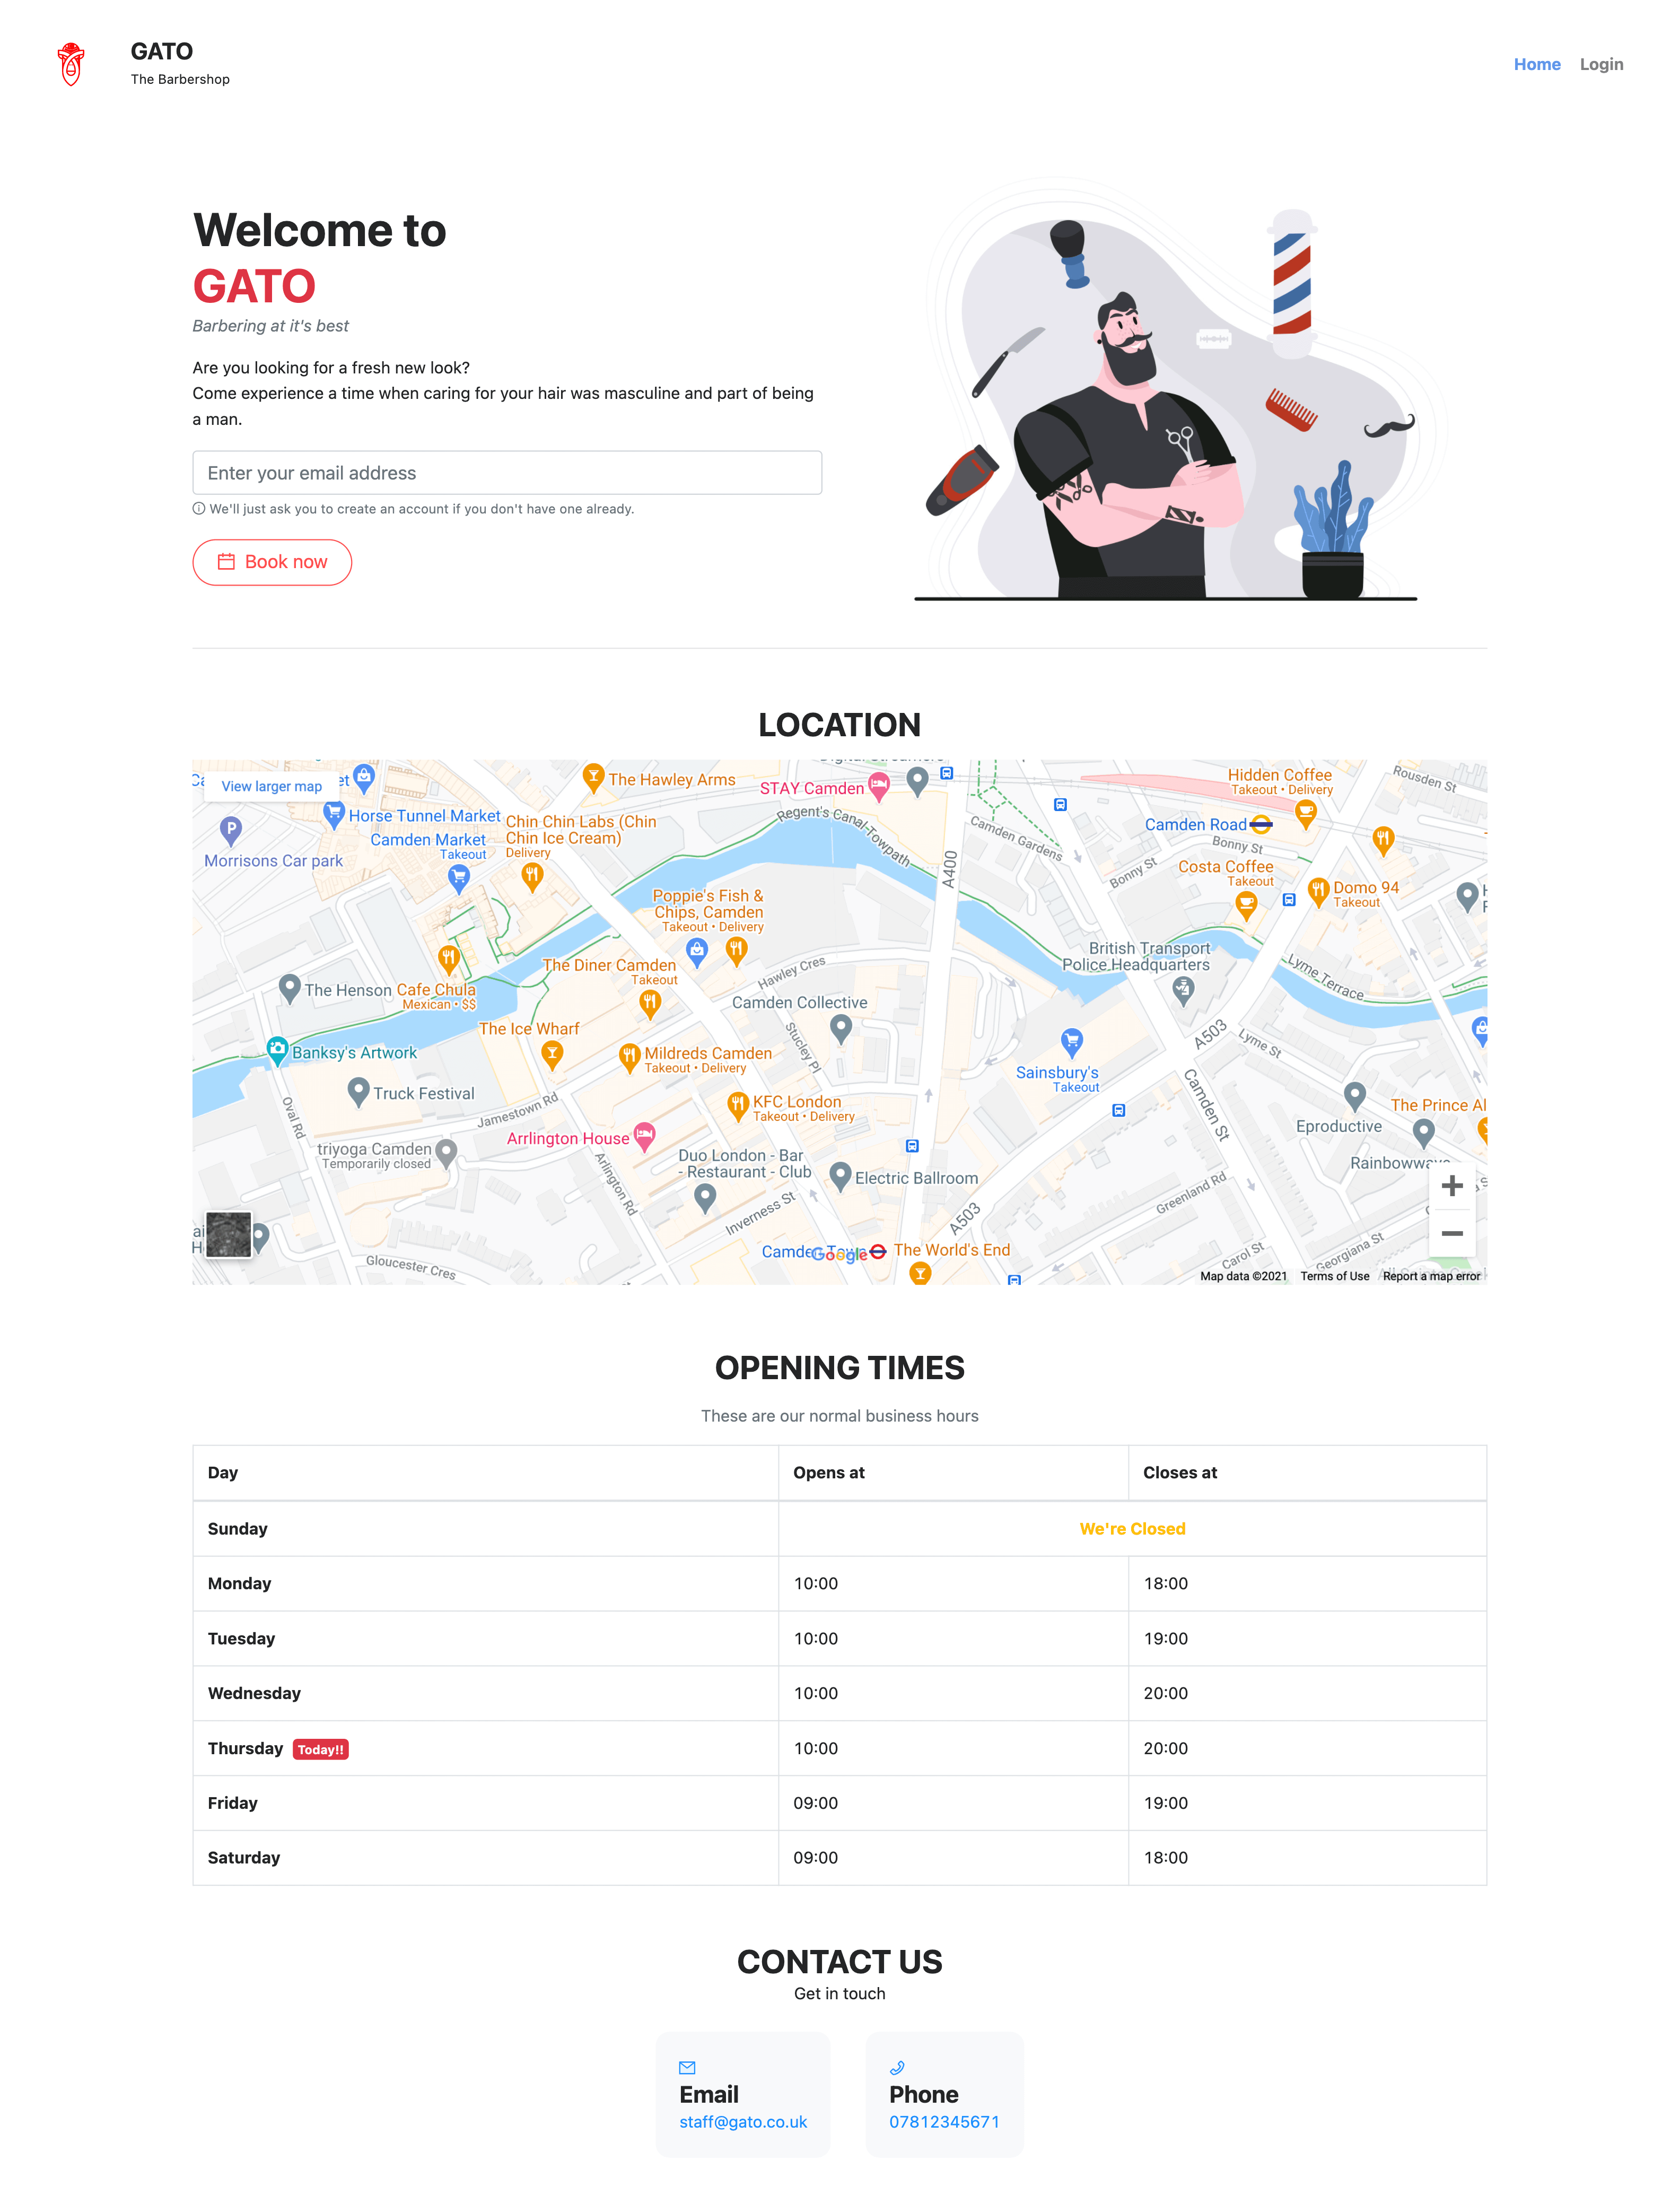 GATO
The Barbershop
Home
Login
Welcome to
GATO
Barbering at it's best
Are you looking for a fresh new look?
Come experience a time when caring for your hair was masculine and part of being
a man.
Enter your email address
We'll just ask you to create an account if you don't have one already.
Book now
LOCATION
View larger map
The Hawley Arms
STAY Camden
Hidden Coffee
Takeout • Delivery
Rousden St
Horse Tunnel Market
Camden Market
Takeout
Chin Chin Labs (Chin
Chin Ice Cream)
Delivery
Regent's Canal Towpath
Camden Gardens
A400
Camden Road
Bonny St
Bonny St
Morrisons Car park
P
Costa Coffee
Takeout
Domo 94
Takeout
Poppie's Fish &
Chips, Camden
Takeout • Delivery
British Transport
Police Headquarters
The Diner Camden
Takeout
Hawley Cres
Lyme Terrace
The Henson
Cafe Chula
Mexican • $$
Camden Collective
The Ice Wharf
Stucley Pl
A503
Lyme St
Banksy's Artwork
Mildreds Camden
Takeout • Delivery
Sainsbury's
Takeout
Truck Festival
Oval Rd
Jamestown Rd
KFC London
Takeout • Delivery
Camden St
The Prince Al
Eproductive
Arrlington House
triyoga Camden
Temporarily closed
Duo London - Bar
- Restaurant - Club
Electric Ballroom
Arlington Rd
Inverness St
Greenland Rd
A503
Gloucester Cres
Google
The World's End
Carol St
Georgiana St
Map data ©2021
Terms of Use
Report a map error
OPENING TIMES
These are our normal business hours
Day
Opens at
Closes at
Sunday
We're Closed
Monday
10:00
18:00
Tuesday
10:00
19:00
Wednesday
10:00
20:00
Thursday
Today!!
10:00
20:00
Friday
09:00
19:00
Saturday
09:00
18:00
CONTACT US
Get in touch
Email
staff@gato.co.uk
Phone
07812345671